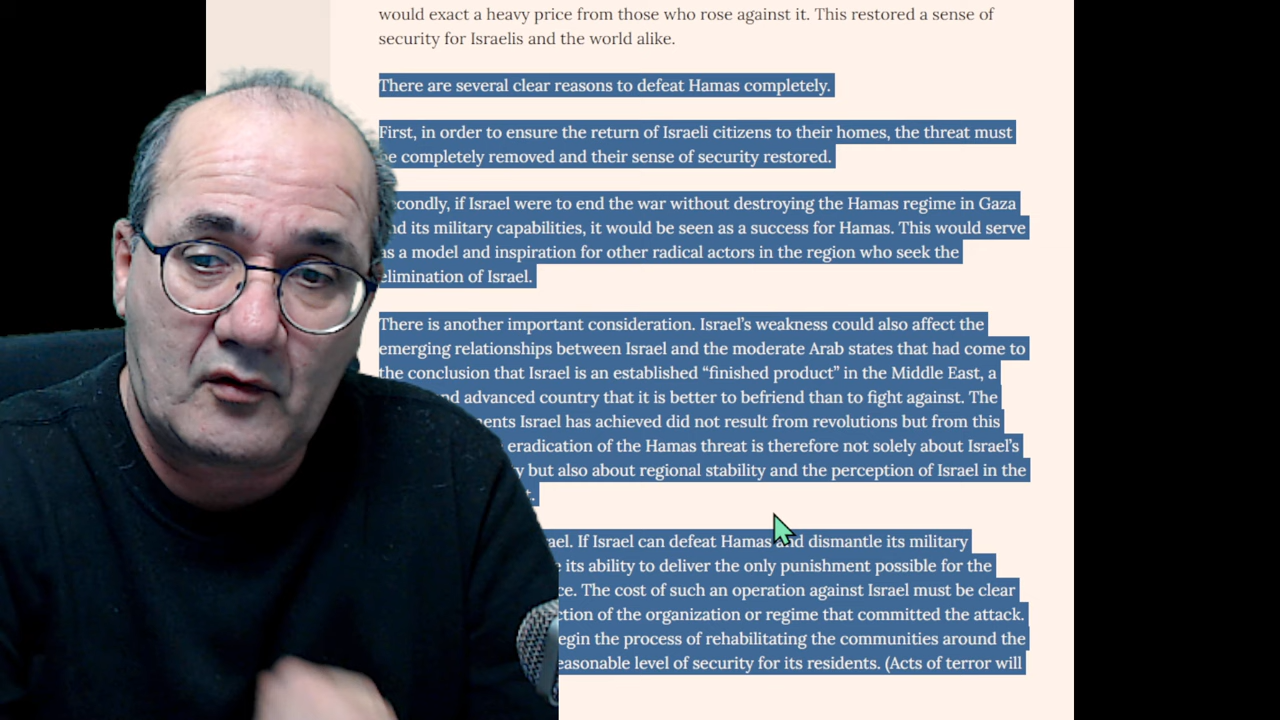 would exact a heavy price from those who rose against it. This restored a sense of
security for Israelis and the world alike.
There are several clear reasons to defeat Hamas completely.
First, in order to ensure the return of Israeli citizens to their homes, the threat must
completely removed and their sense of security restored.
if Israel were to end the war without destroying the Hamas regime in Gaza
its military capabilities, it would be seen as a success for Hamas. This would serve
as a model and inspiration for other radical actors in the region who seek the
elimination of Israel.
There is another important consideration. Israel’s weakness could also affect the
emerging relationships between Israel and the moderate Arab states that had come to
the conclusion that Israel is an established “finished product” in the Middle East, a
advanced country that it is better to befriend than to fight against. The
Israel has achieved did not result from revolutions but from this
eradication of the Hamas threat is therefore not solely about Israel’s
but also about regional stability and the perception of Israel in the
If Israel can defeat Hamas and dismantle its military
its ability to deliver the only punishment possible for the
The cost of such an operation against Israel must be clear
of the organization or regime that committed the attack.
the process of rehabilitating the communities around the
level of security for its residents. (Acts of terror will